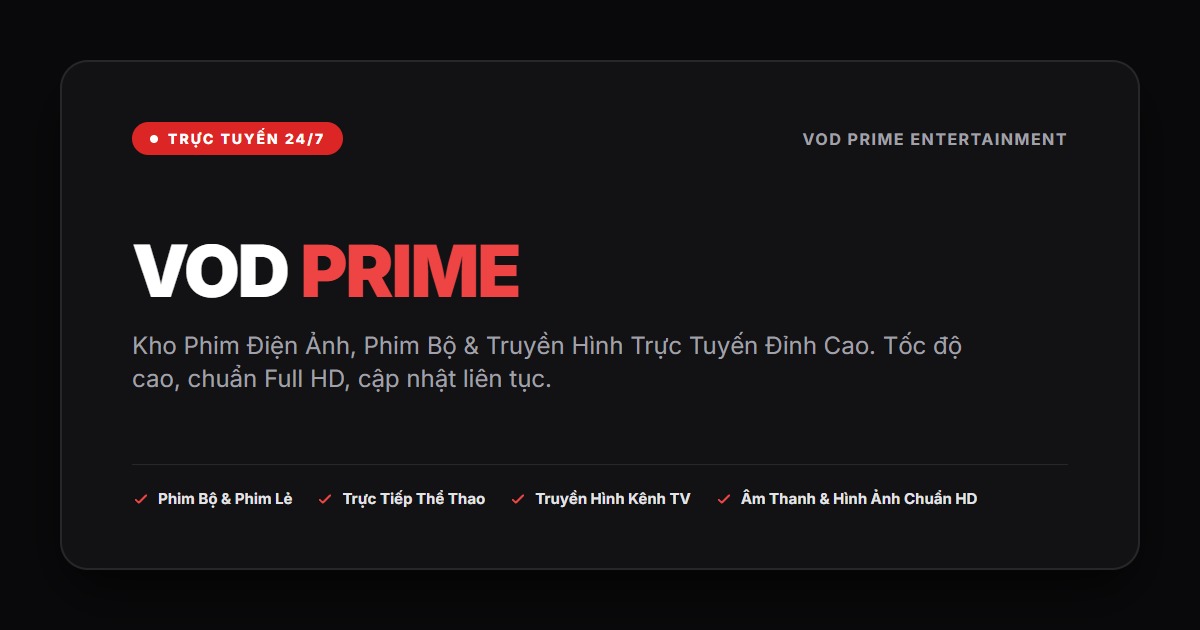 TRỰC TUYẾN 24/7
VOD PRIME ENTERTAINMENT
VOD PRIME
Kho Phim Điện Ảnh, Phim Bộ & Truyền Hình Trực Tuyến Đỉnh Cao. Tốc độ
cao, chuẩn Full HD, cập nhật liên tục.
Phim Bộ & Phim Lẻ
Trực Tiếp Thể Thao
Truyền Hình Kênh TV
Âm Thanh & Hình Ảnh Chuẩn HD